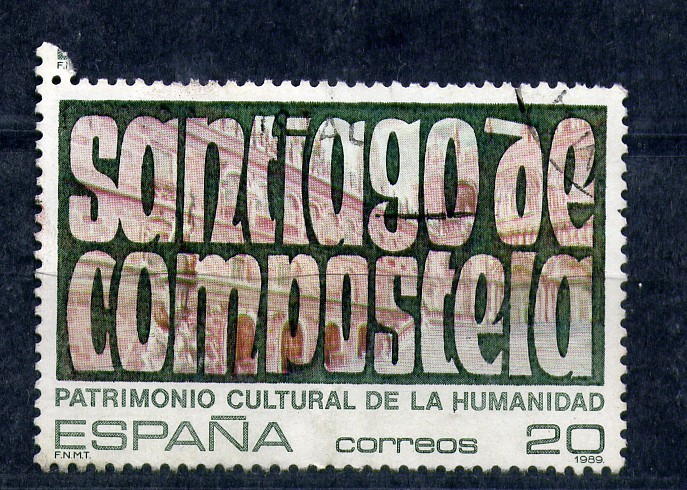 santiago de
compostela
PATRIMONIO CULTURAL DE LA HUMANIDAD
ESPAÑA correos 20
F.N.M.T. 1989